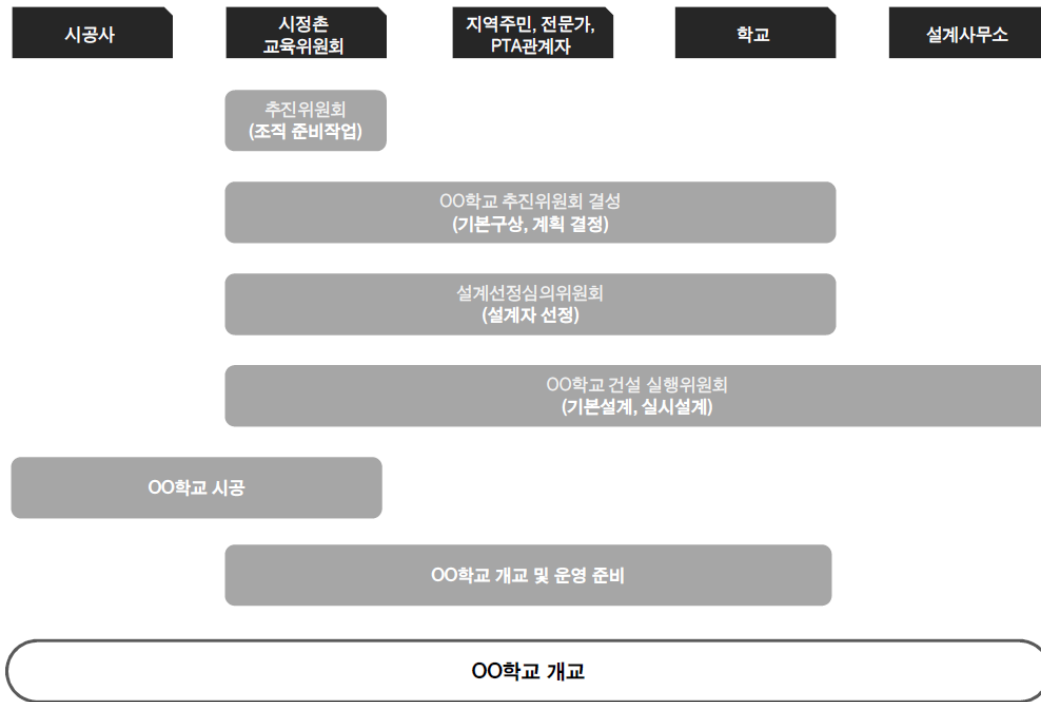 시공사
시정촌
교육위원회
지역주민, 전문가,
PTA관계자
학교
설계사무소
추진위원회
(조직 준비작업)
OO학교 추진위원회 결성
(기본구상, 계획 결정)
설계선정심의위원회
(설계자 선정)
OO학교 건설 실행위원회
(기본설계, 실시설계)
OO학교 시공
OO학교 개교 및 운영 준비
OO학교 개교